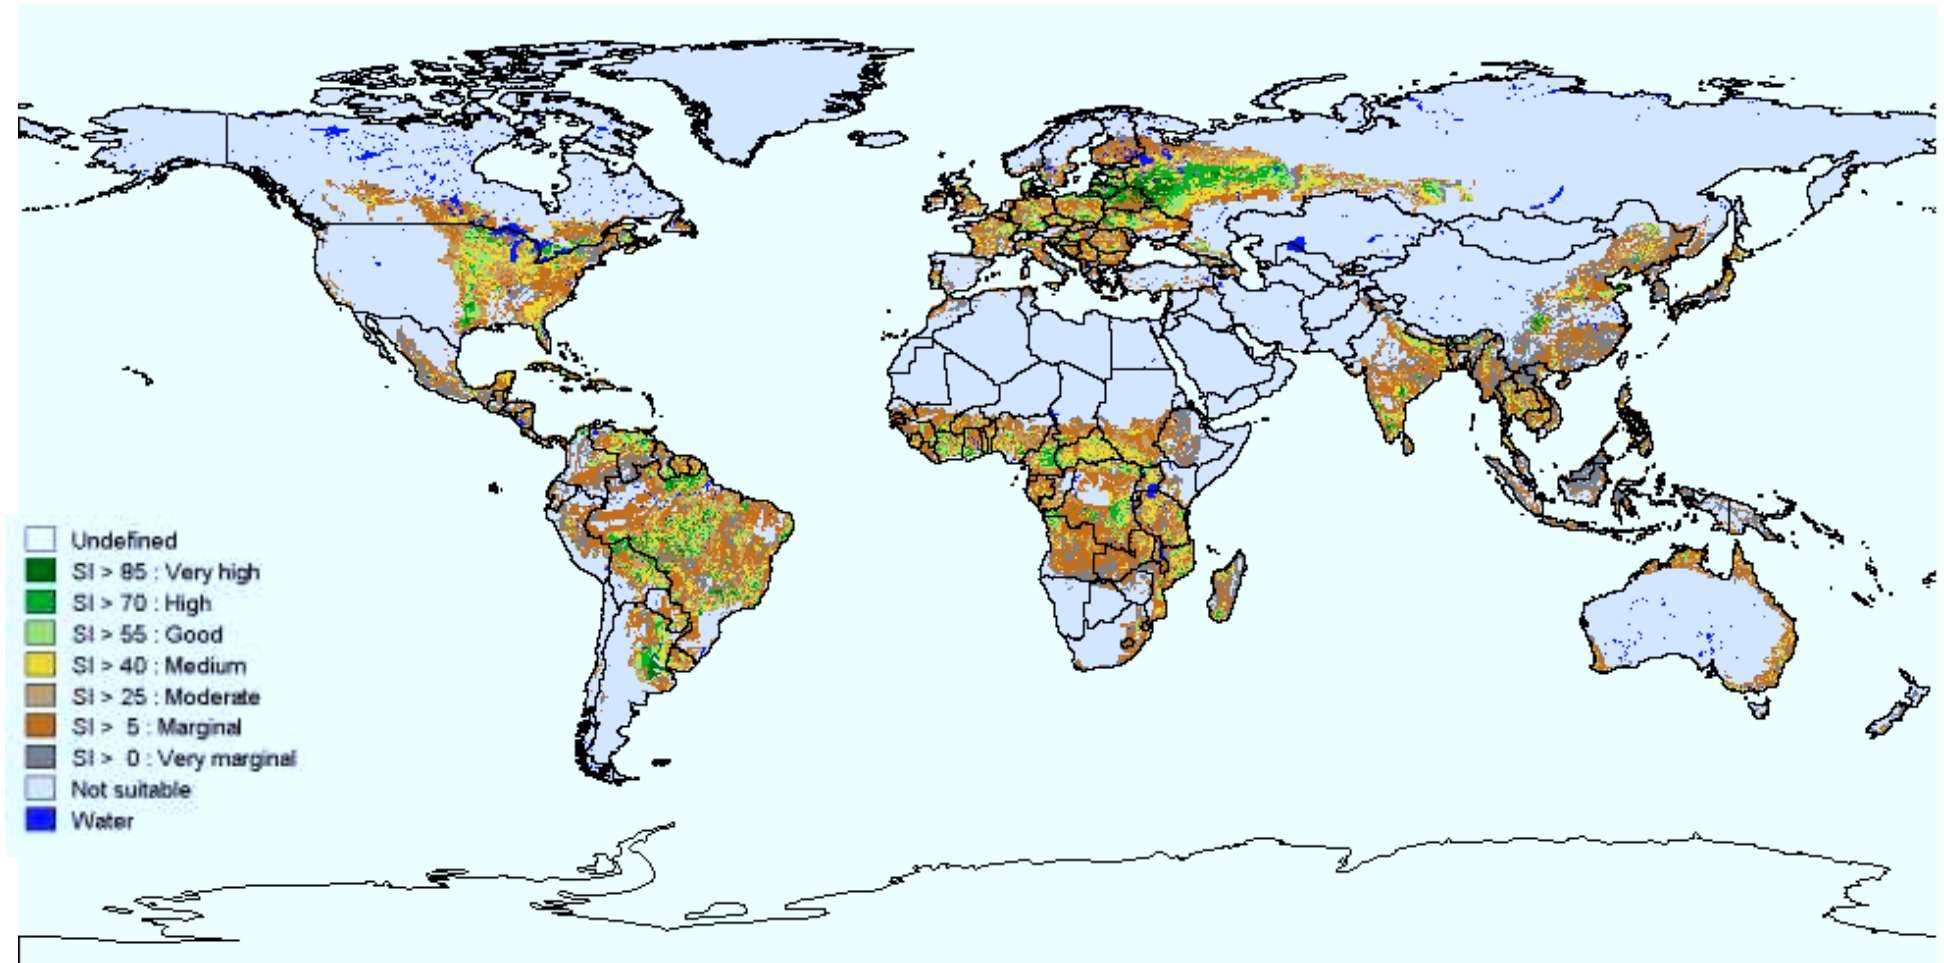 Undefined
SI > 85 : Very high
SI > 70 : High
SI > 55 : Good
SI > 40 : Medium
SI > 25 : Moderate
SI > 5 : Marginal
SI > 0 : Very marginal
Not suitable
Water